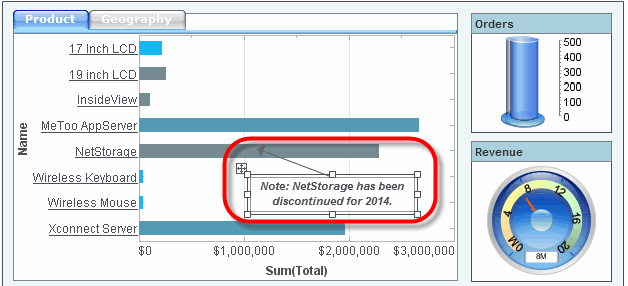 Product
Geography
17 Inch LCD
19 inch LCD
InsideView
MeToo AppServer
NetStorage
Wireless Keyboard
Wireless Mouse
Xconnect Server
Name
$0
$1,000,000
$2,000,000
$3,000,000
Sum(Total)
Note: NetStorage has been
discontinued for 2014.
Orders
500
400
300
200
100
0
Revenue
0M
4
8
12
16
20
8M